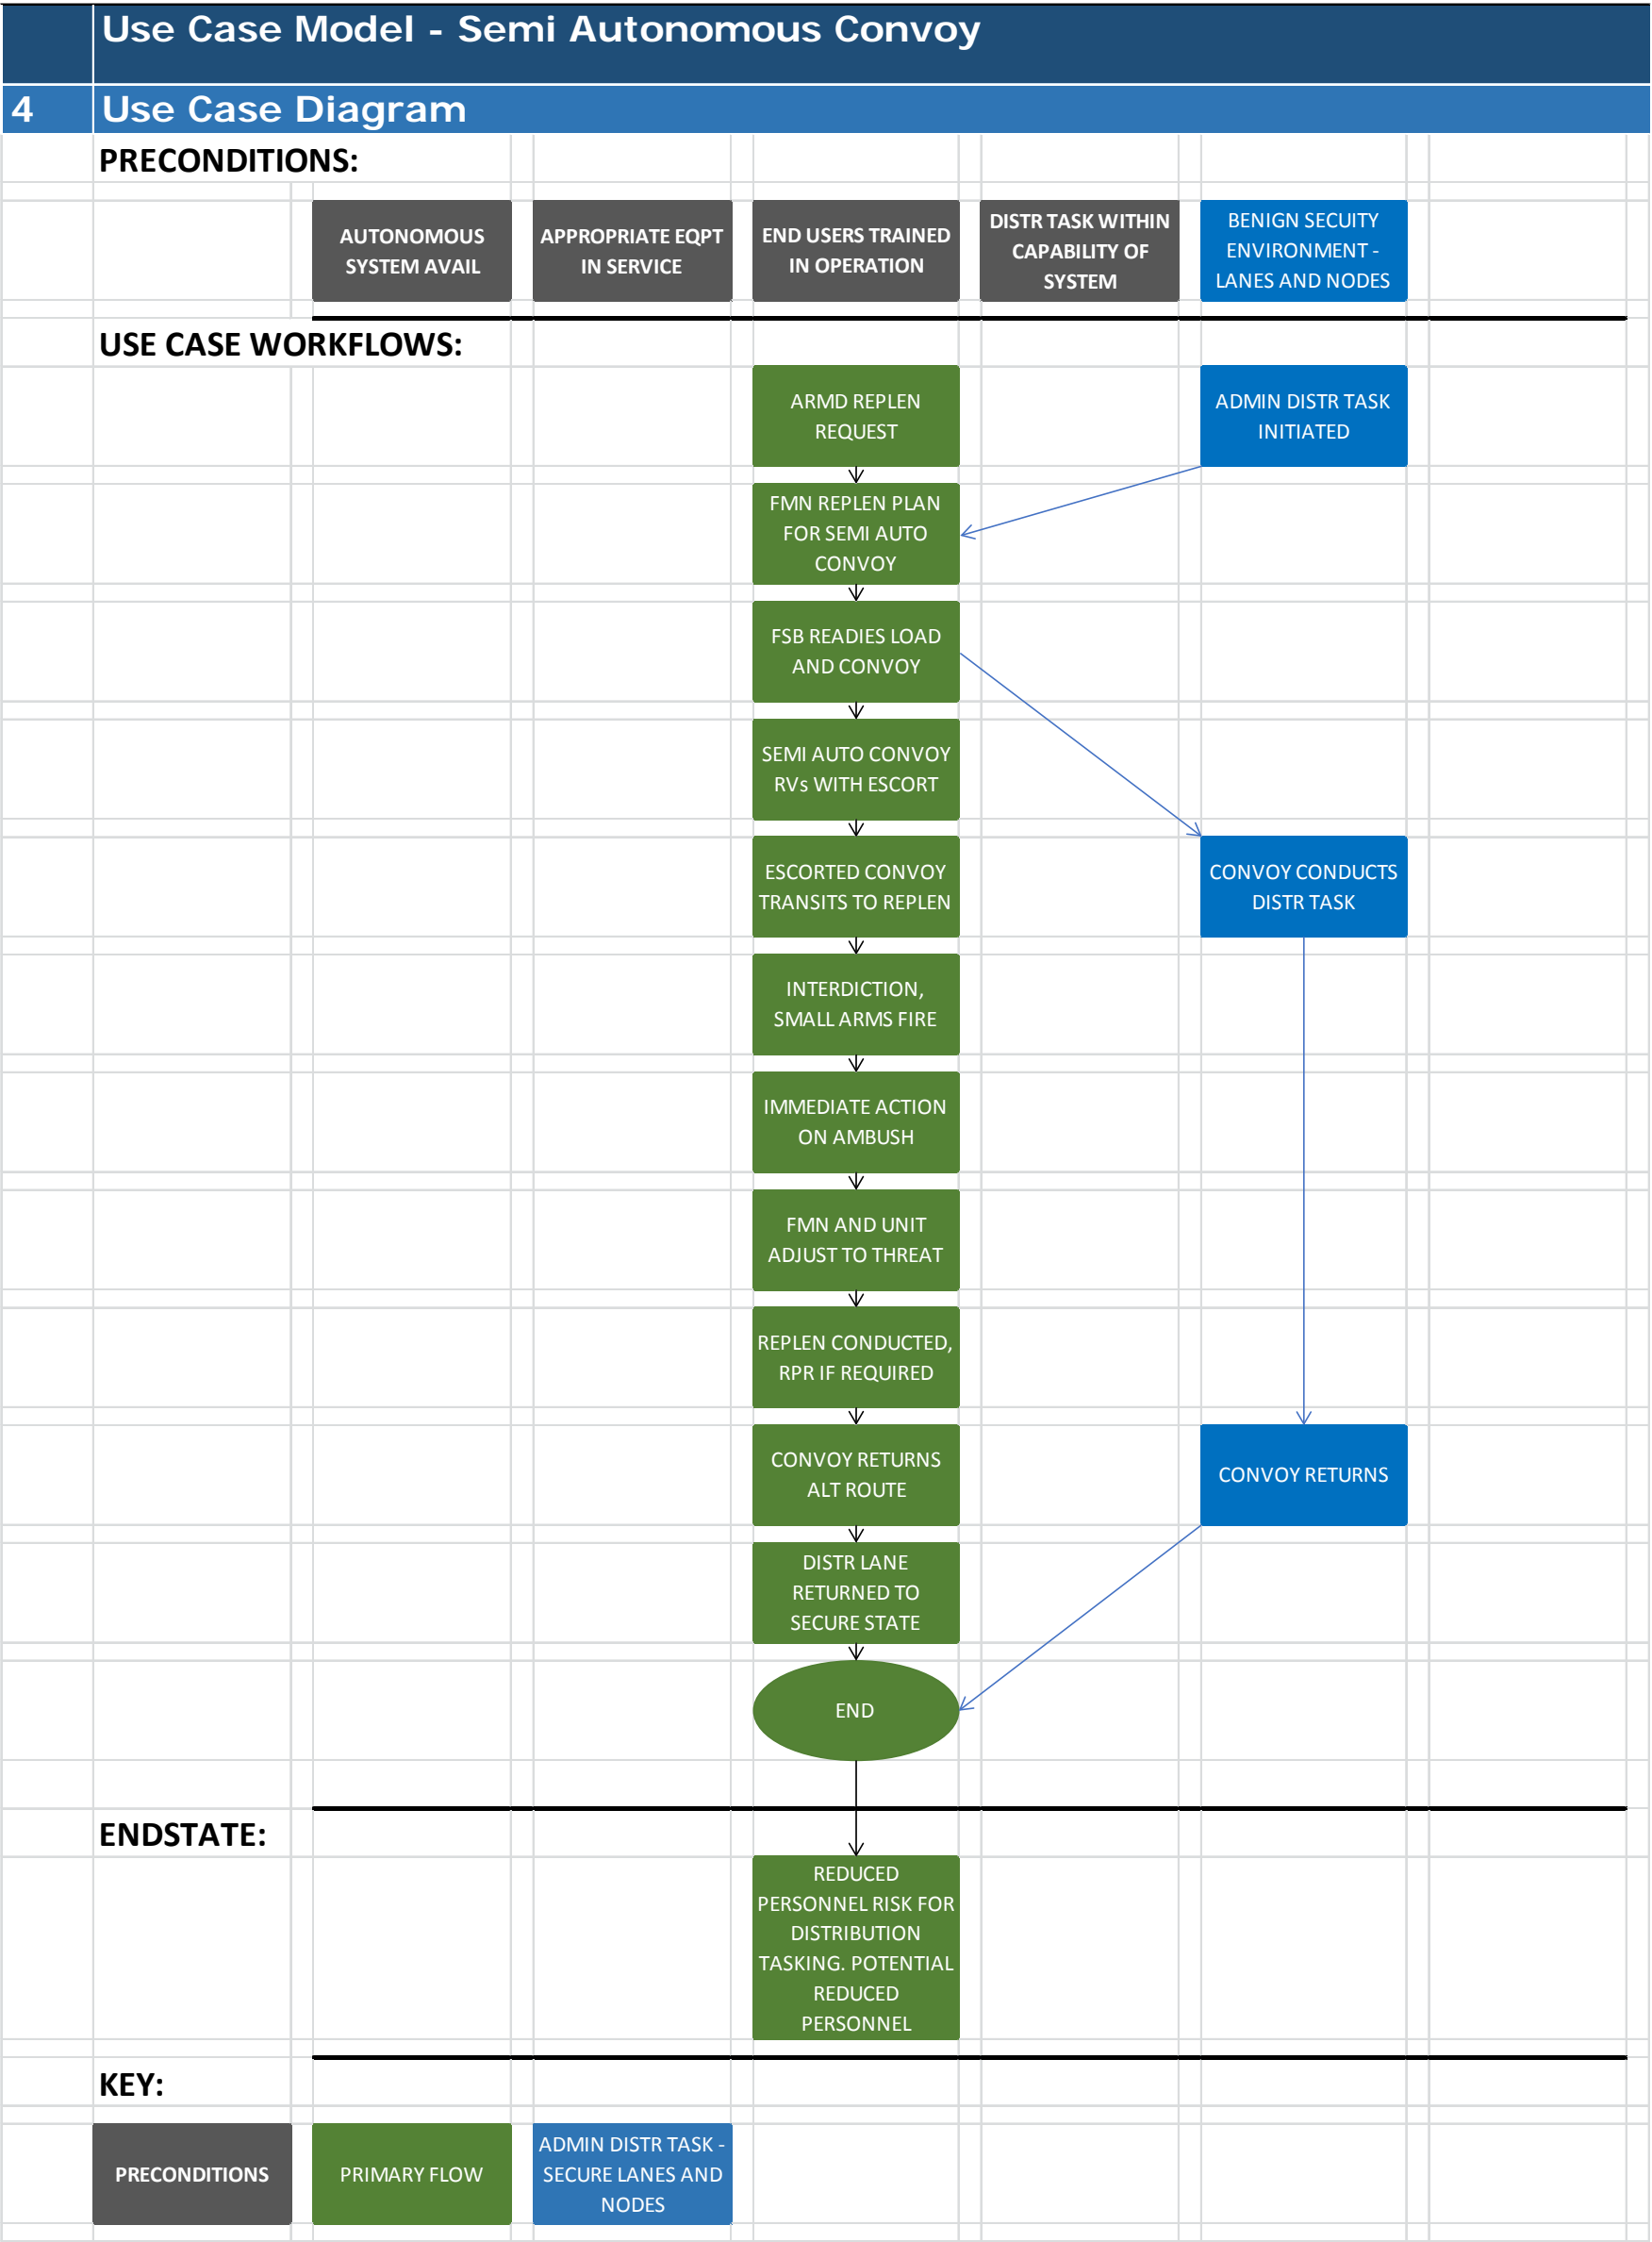 Use Case Model - Semi Autonomous Convoy
4 Use Case Diagram
PRECONDITIONS:
AUTONOMOUS
SYSTEM AVAIL
APPROPRIATE EQPT
IN SERVICE
END USERS TRAINED
IN OPERATION
DISTR TASK WITHIN
CAPABILITY OF
SYSTEM
BENIGN SECUITY
ENVIRONMENT -
LANES AND NODES
USE CASE WORKFLOWS:
ARMD REPLEN
REQUEST
ADMIN DISTR TASK
INITIATED
FMN REPLEN PLAN
FOR SEMI AUTO
CONVOY
FSB READIES LOAD
AND CONVOY
SEMI AUTO CONVOY
RVs WITH ESCORT
ESCORTED CONVOY
TRANSITS TO REPLEN
CONVOY CONDUCTS
DISTR TASK
INTERDICTION,
SMALL ARMS FIRE
IMMEDIATE ACTION
ON AMBUSH
FMN AND UNIT
ADJUST TO THREAT
REPLEN CONDUCTED,
RPR IF REQUIRED
CONVOY RETURNS
ALT ROUTE
CONVOY RETURNS
DISTR LANE
RETURNED TO
SECURE STATE
END
ENDSTATE:
REDUCED
PERSONNEL RISK FOR
DISTRIBUTION
TASKING. POTENTIAL
REDUCED
PERSONNEL
KEY:
PRECONDITIONS
PRIMARY FLOW
ADMIN DISTR TASK -
SECURE LANES AND
NODES